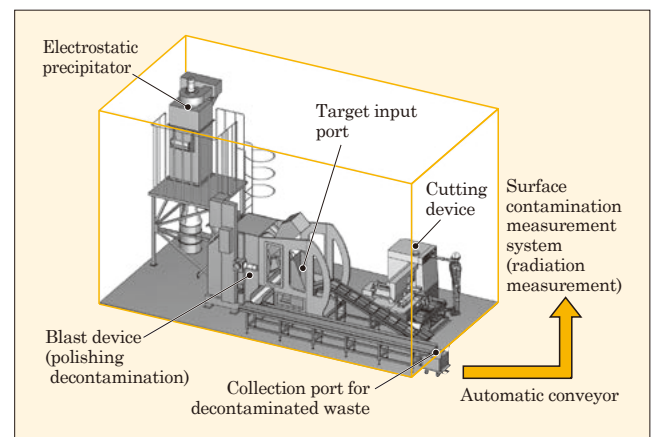 Electrostatic
precipitator
Target input
port
Cutting
device
Surface
contamination
measurement
system
(radiation
measurement)
Blast device
(polishing
decontamination)
Collection port for
decontaminated waste
Automatic conveyor